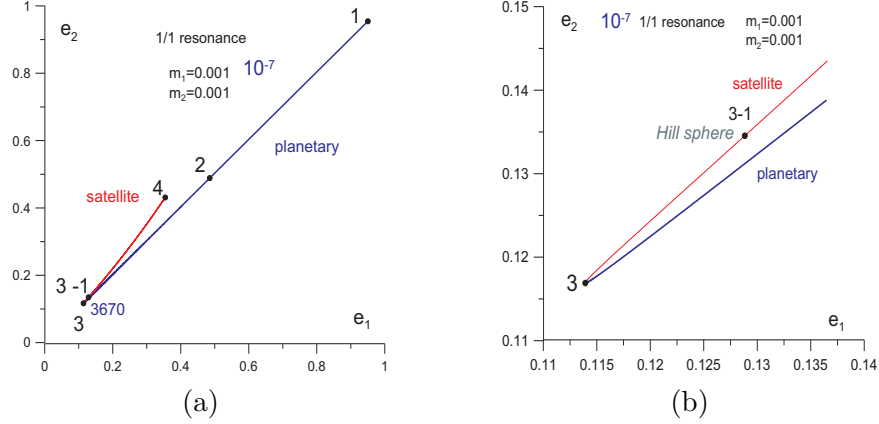 e2
1/1 resonance
m1=0.001
m2=0.001
10-7
1
planetary
2
satellite
4
3 -1
3670
3
e1
1
0.8
0.6
0.4
0.2
0
0 0.2 0.4 0.6 0.8 1
(a)
e2
10-7 1/1 resonance
m1=0.001
m2=0.001
satellite
3-1
Hill sphere
planetary
3
e1
0.15
0.14
0.13
0.12
0.11
0.11 0.115 0.12 0.125 0.13 0.135 0.14
(b)